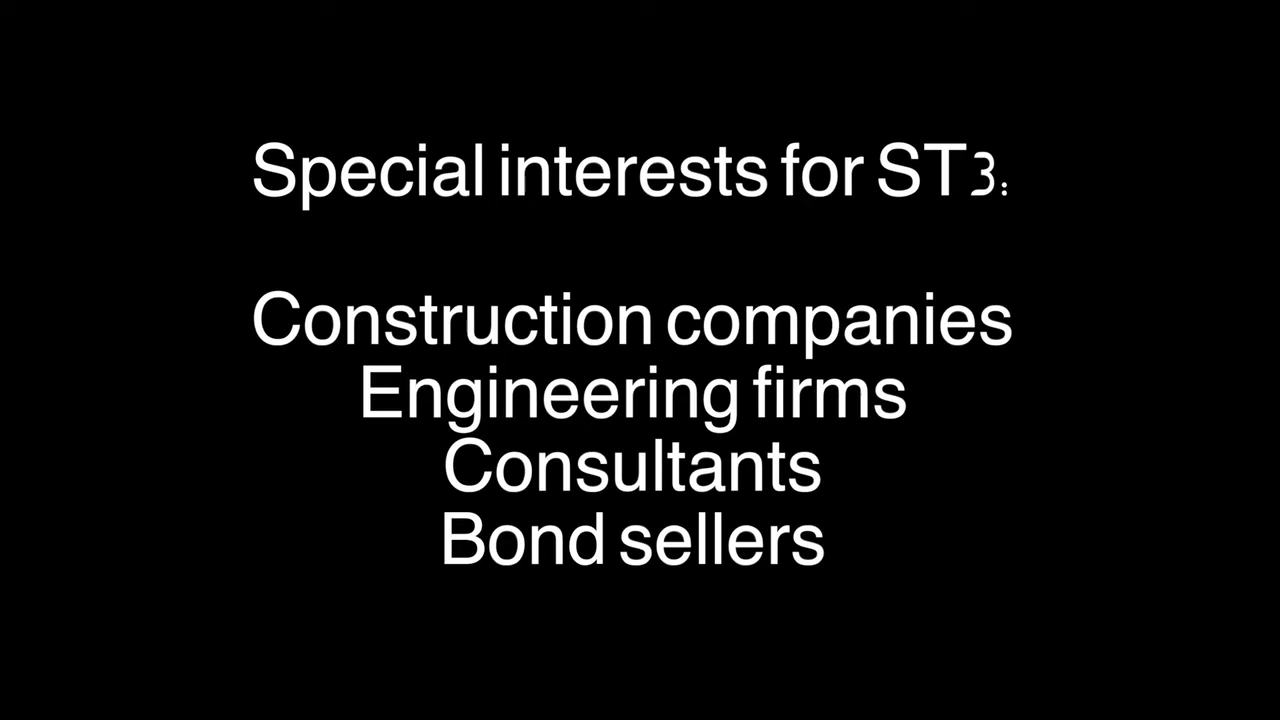 Special interests for ST3:
Construction companies
Engineering firms
Consultants
Bond sellers